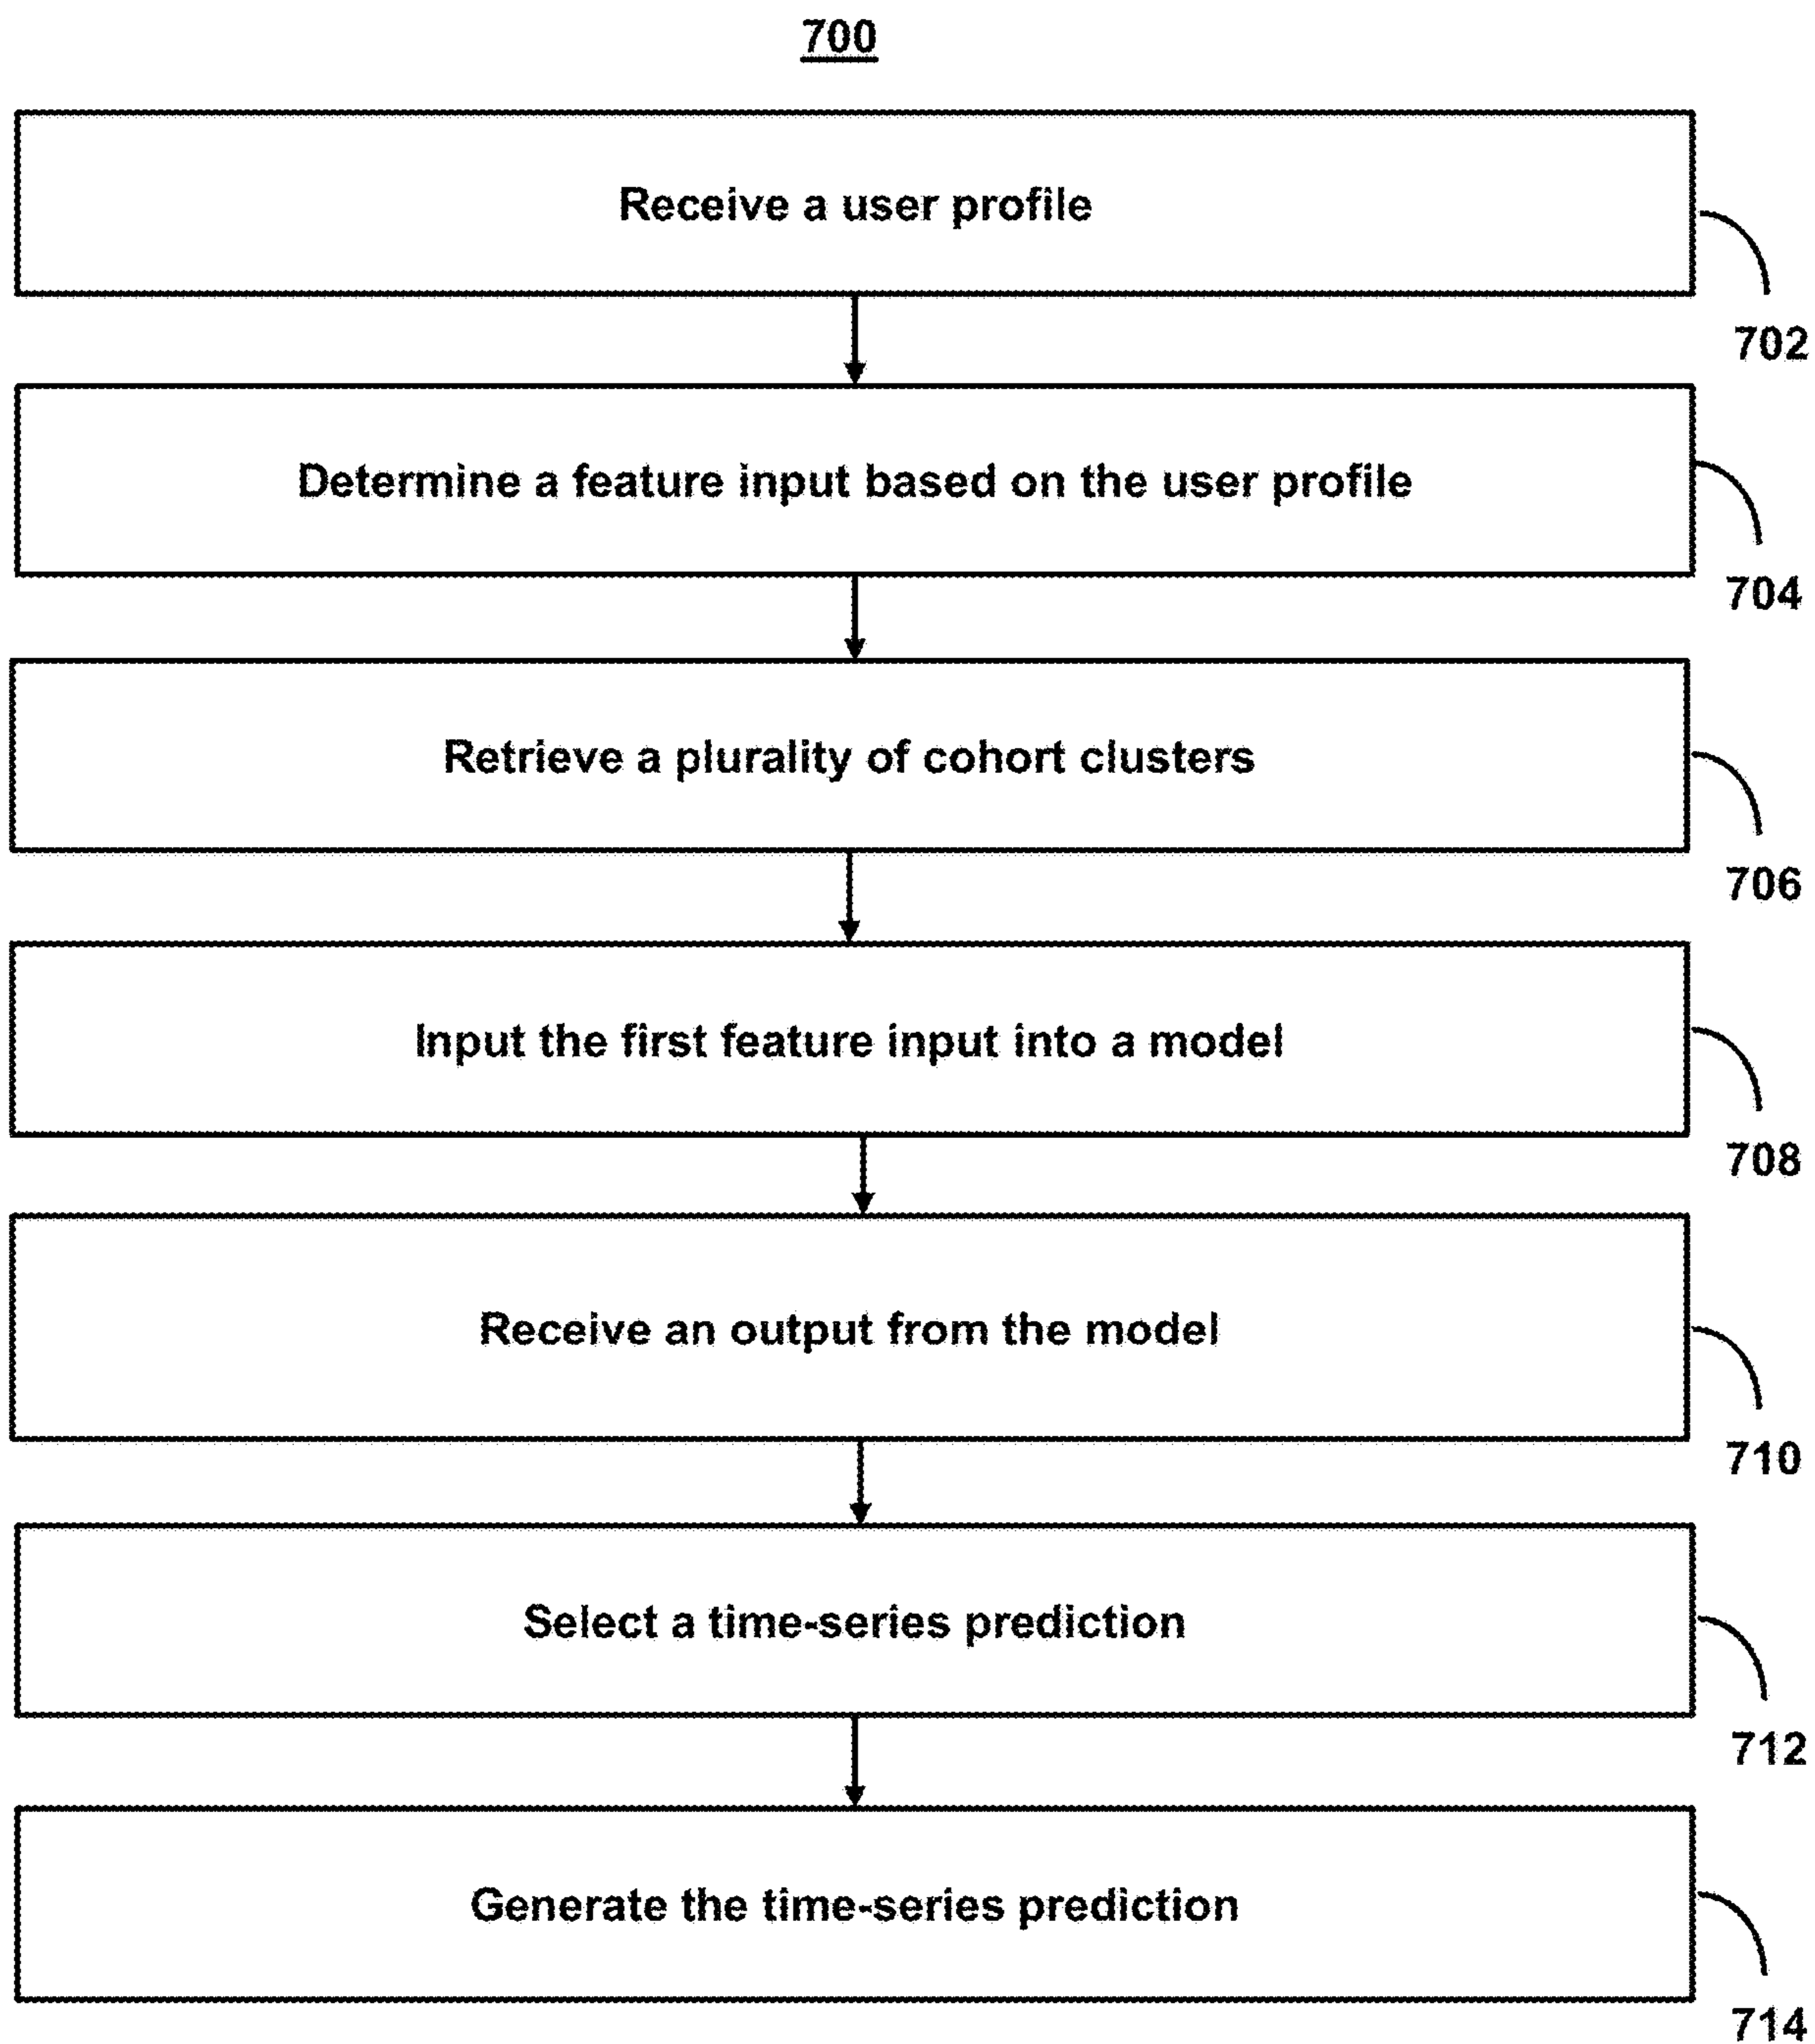 700
Receive a user profile
702
Determine a feature input based on the user profile
704
Retrieve a plurality of cohort clusters
706
Input the first feature input into a model
708
Receive an output from the model
710
Select a time-series prediction
712
Generate the time-series prediction
714